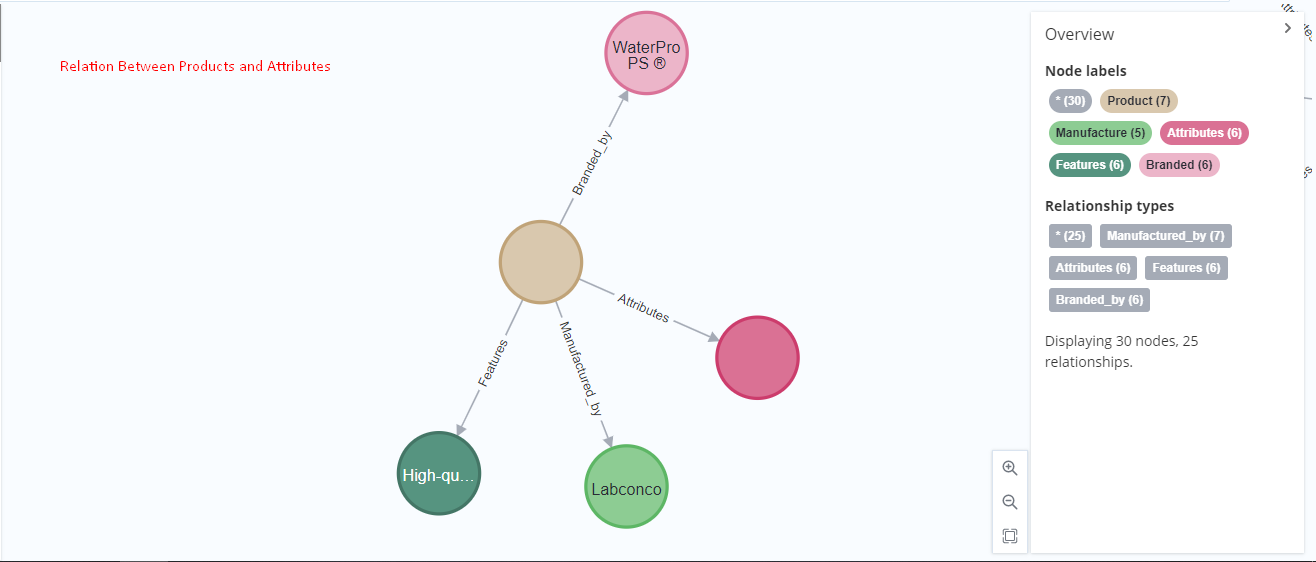 Relation Between Products and Attributes
WaterPro
PS ®
Branded_by
Attributes
Features
Manufactured_by
High-qu...
Labconco
Overview
Node labels
* (30) Product (7)
Manufacture (5) Attributes (6)
Features (6) Branded (6)
Relationship types
* (25) Manufactured_by (7)
Attributes (6) Features (6)
Branded_by (6)
Displaying 30 nodes, 25
relationships.